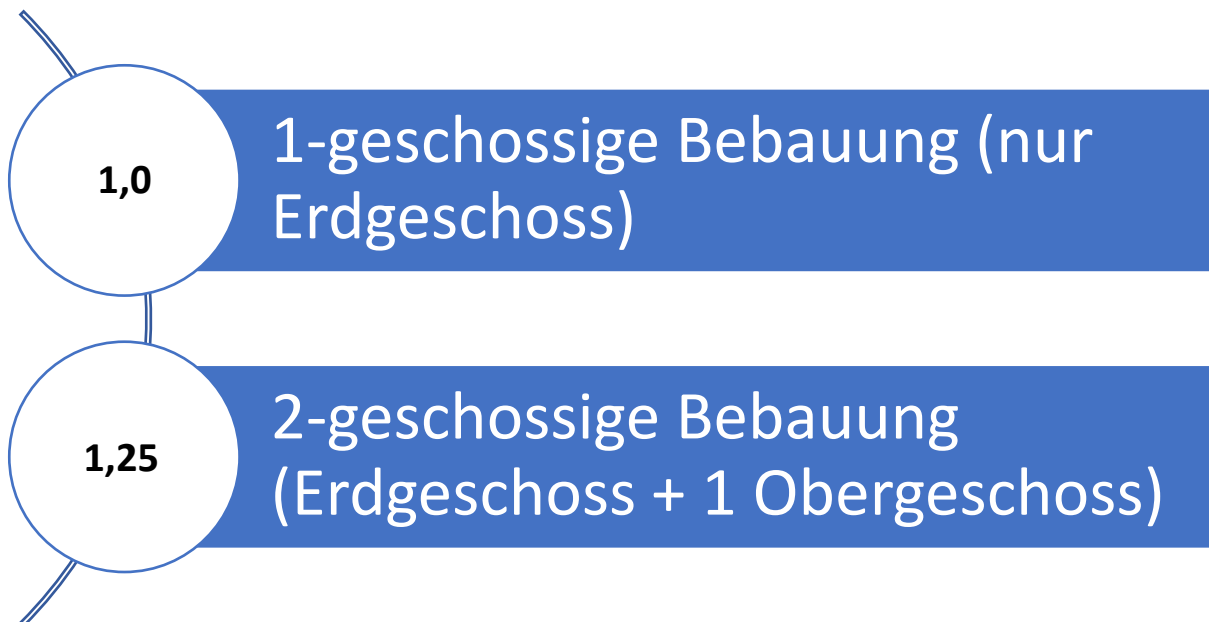 1,0
1-geschossige Bebauung (nur
Erdgeschoss)
1,25
2-geschossige Bebauung
(Erdgeschoss + 1 Obergeschoss)